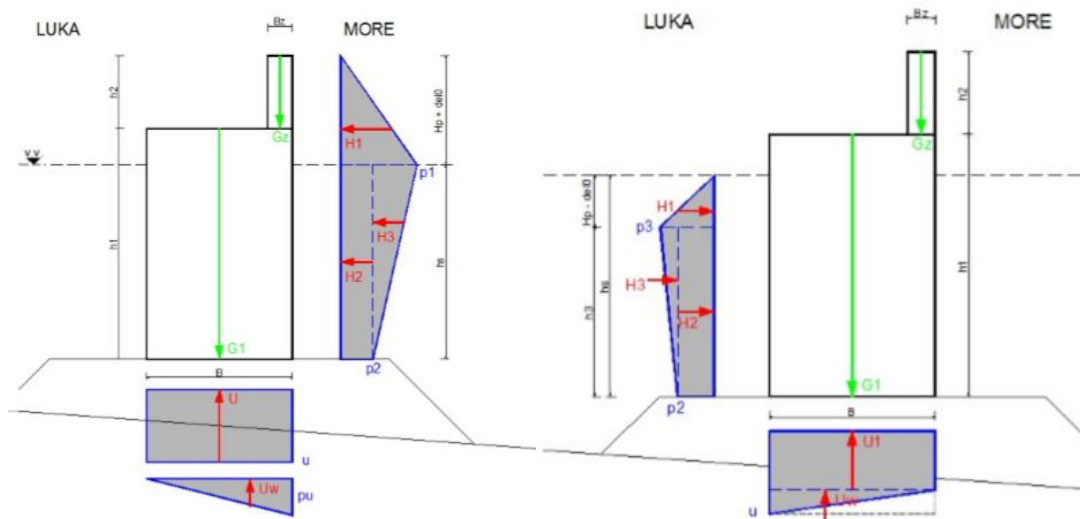 LUKA
Bz
MORE
h2
Gz
Hp + del0
H1
v.v
p1
h1
H3
H2
hs
G1
p2
B
U
u
Uw
pu
LUKA
Bz
MORE
h2
Gz
Hp - del0
H1
p3
hs
H3
h3
H2
h1
G1
p2
B
U1
Uw
u